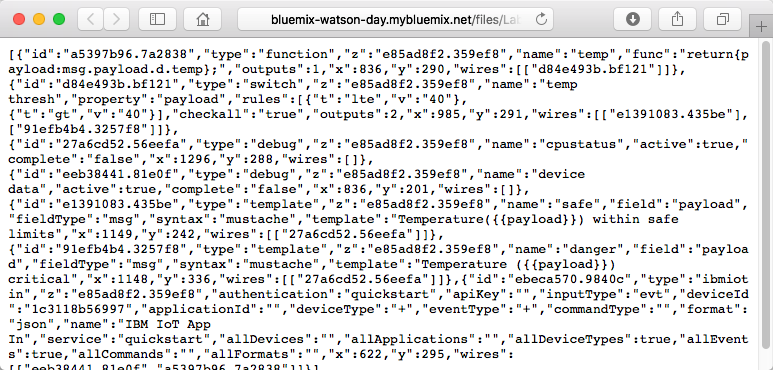 bluemix-watson-day.mybluemix.net/files/Lab
[{"id":"a5397b96.7a2838","type":"function","z":"e85ad8f2.359ef8","name":"temp","func":"return{p
ayload:msg.payload.d.temp};","outputs":1,"x":836,"y":290,"wires":[["d84e493b.bf121"]]},
{"id":"d84e493b.bf121","type":"switch","z":"e85ad8f2.359ef8","name":"temp
thresh","property":"payload","rules":[{"t":"lte","v":"40"},
{"t":"gt","v":"40"}],"checkall":"true","outputs":2,"x":985,"y":291,"wires":[["e1391083.435be"],
["91efb4b4.3257f8"]]},
{"id":"27a6cd52.56eefa","type":"debug","z":"e85ad8f2.359ef8","name":"cpustatus","active":true,"
complete":"false","x":1296,"y":288,"wires":[]},
{"id":"eeb38441.81e0f","type":"debug","z":"e85ad8f2.359ef8","name":"device
data","active":true,"complete":"false","x":836,"y":201,"wires":[]},
{"id":"e1391083.435be","type":"template","z":"e85ad8f2.359ef8","name":"safe","field":"payload","
fieldType":"msg","syntax":"mustache","template":"Temperature({{payload}}) within safe
limits","x":1149,"y":242,"wires":[["27a6cd52.56eefa"]]},
{"id":"91efb4b4.3257f8","type":"template","z":"e85ad8f2.359ef8","name":"danger","field":"payloa
d","fieldType":"msg","syntax":"mustache","template":"Temperature ({{payload}})
critical","x":1148,"y":336,"wires":[["27a6cd52.56eefa"]]},{"id":"ebeca570.9840c","type":"ibmiot
in","z":"e85ad8f2.359ef8","authentication":"quickstart","apiKey":"","inputType":"evt","deviceId
":"1c3118b56997","applicationId":"","deviceType":"+","eventType":"+","commandType":"","format":
"json","name":"IBM IoT App
In","service":"quickstart","allDevices":"","allApplications":"","allDeviceTypes":true,"allEvent
s":true,"allCommands":"","allFormats":"","x":622,"y":295,"wires":
[["eeb38441.81e0f","a5397b96.7a2838"]]}]